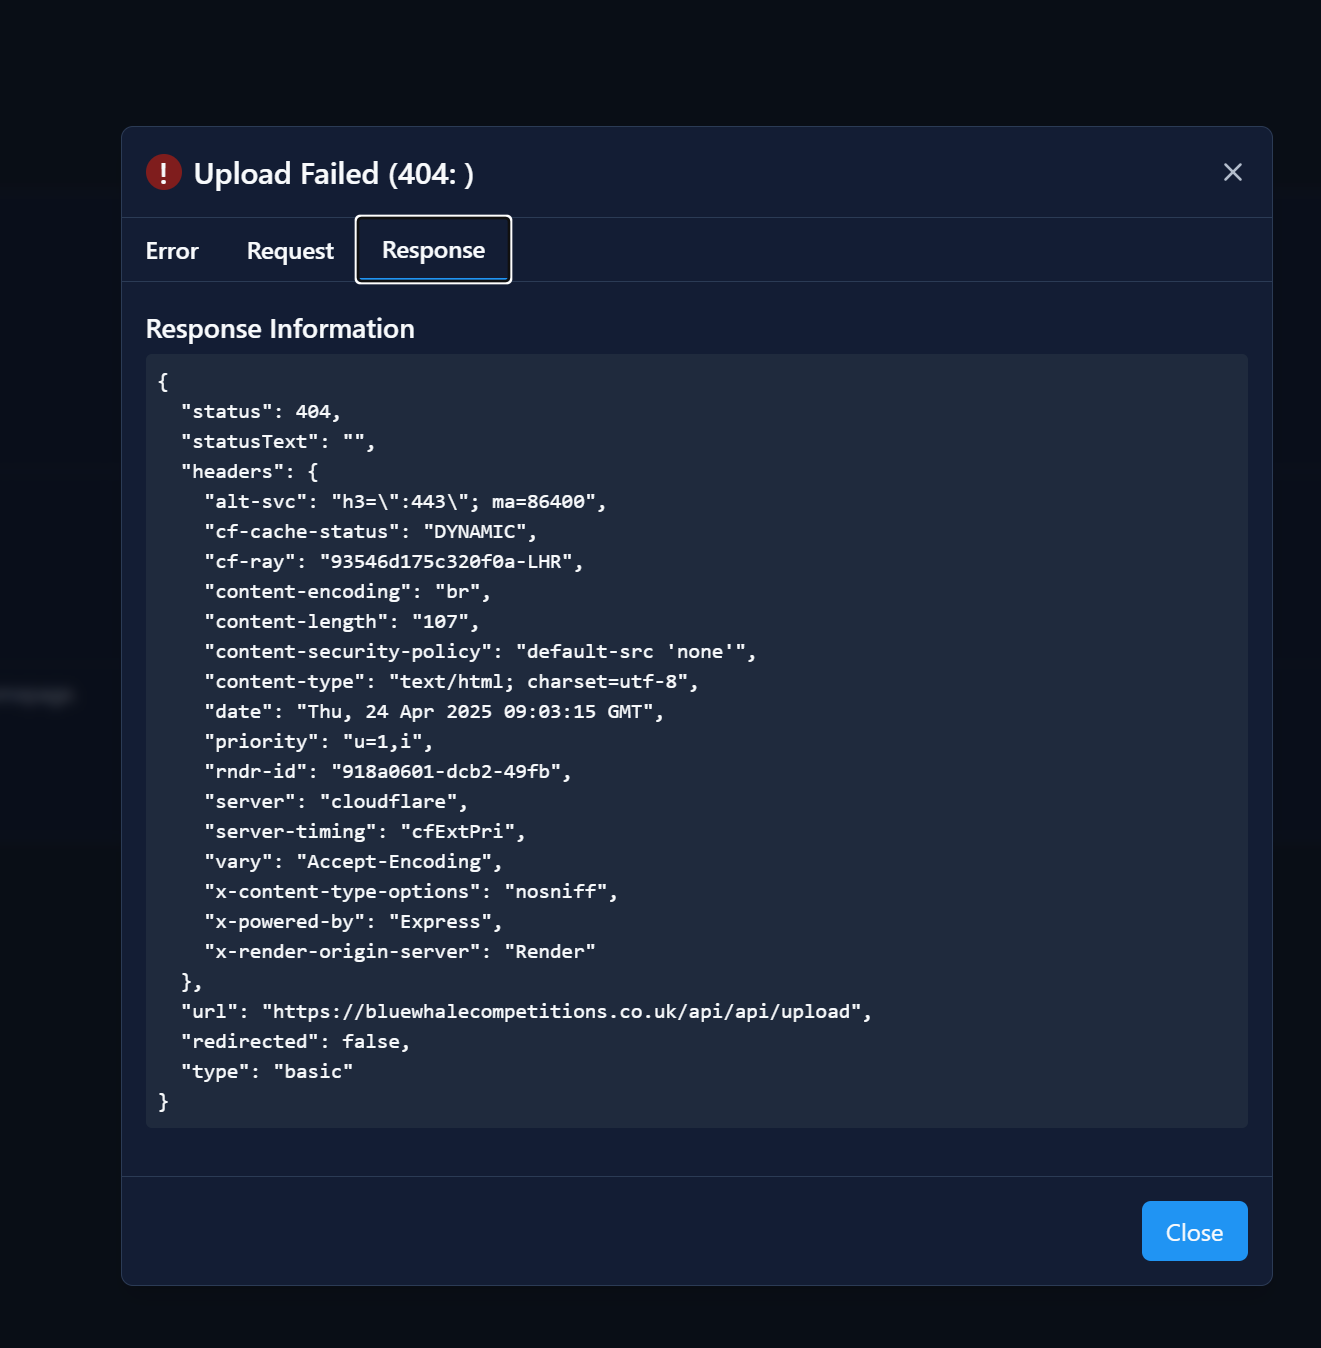 Upload Failed (404: )
Error
Request
Response
Response Information
{
  "status": 404,
  "statusText": "",
  "headers": {
    "alt-svc": "h3=\":443\"; ma=86400",
    "cf-cache-status": "DYNAMIC",
    "cf-ray": "93546d175c320f0a-LHR",
    "content-encoding": "br",
    "content-length": "107",
    "content-security-policy": "default-src 'none'",
    "content-type": "text/html; charset=utf-8",
    "date": "Thu, 24 Apr 2025 09:03:15 GMT",
    "priority": "u=1,i",
    "rndr-id": "918a0601-dcb2-49fb",
    "server": "cloudflare",
    "server-timing": "cfExtPri",
    "vary": "Accept-Encoding",
    "x-content-type-options": "nosniff",
    "x-powered-by": "Express",
    "x-render-origin-server": "Render"
  },
  "url": "https://bluewhalecompetitions.co.uk/api/api/upload",
  "redirected": false,
  "type": "basic"
}
Close